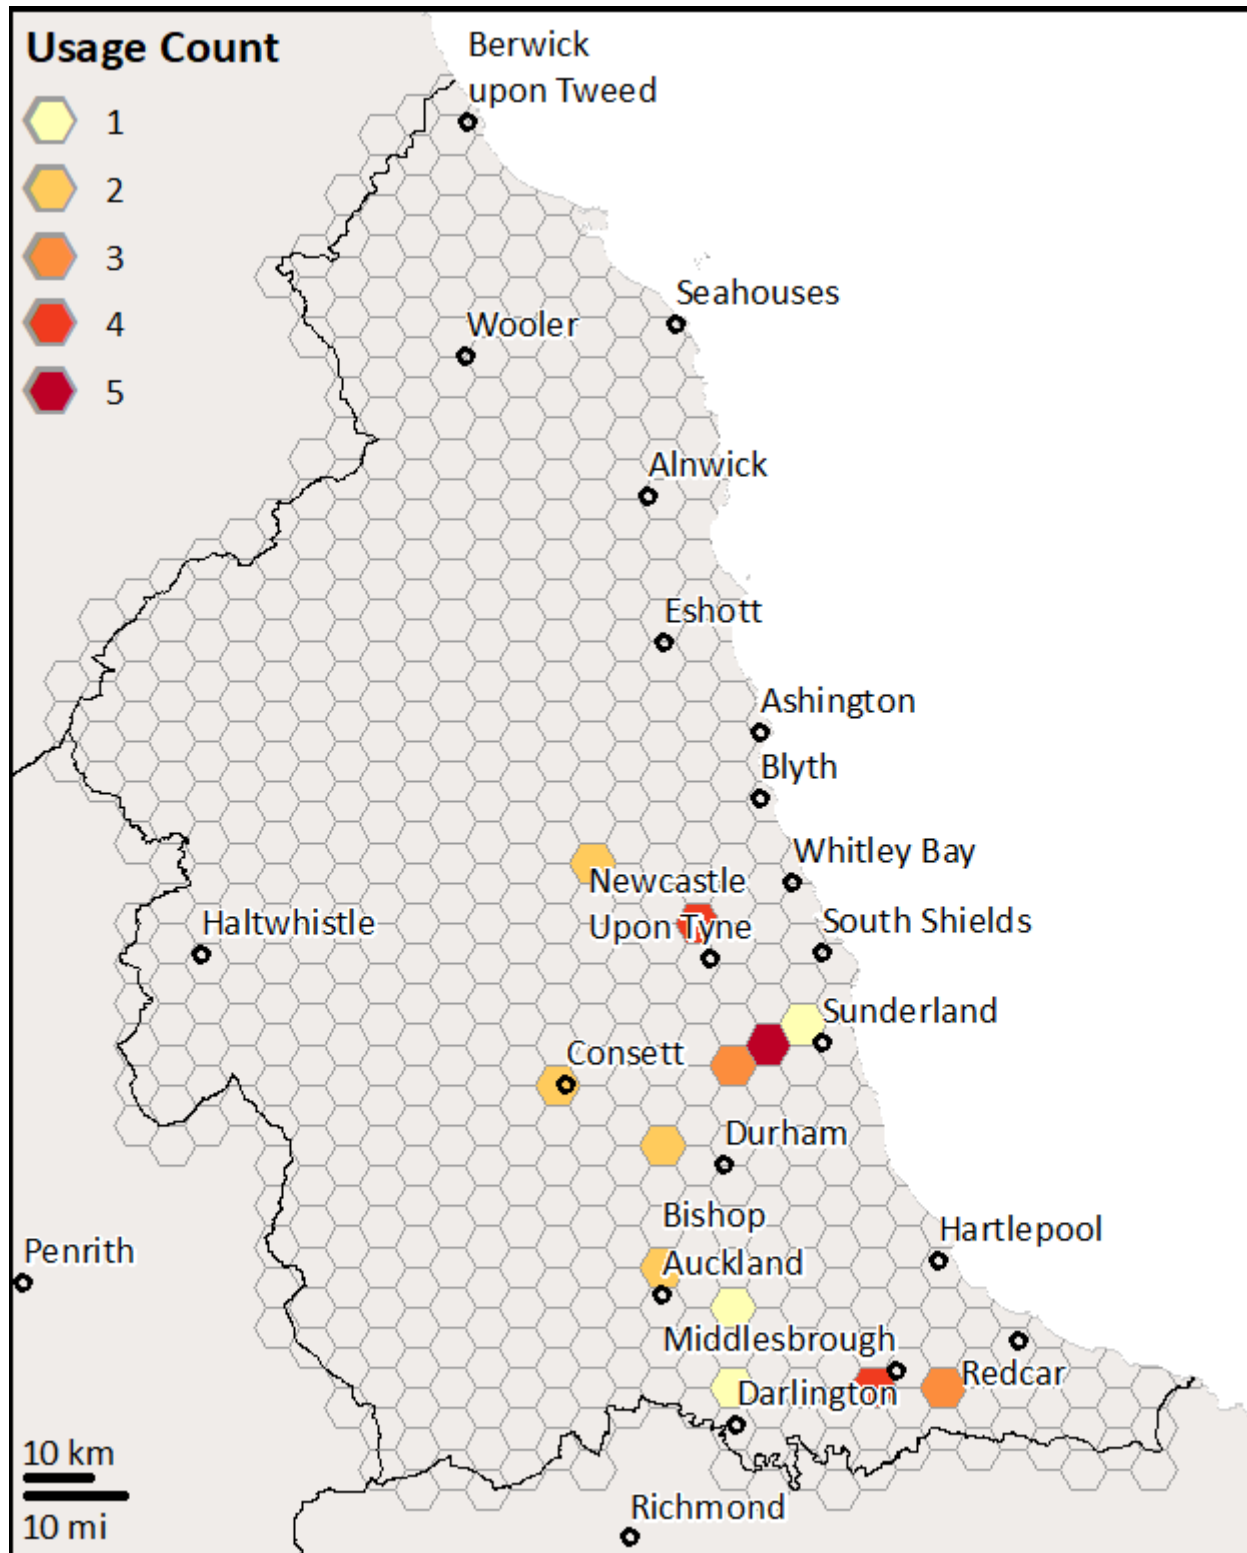 Usage Count
1
2
3
4
5
Berwick
upon Tweed
Seahouses
Wooler
Alnwick
Eshott
Ashington
Blyth
Whitley Bay
Newcastle
Upon Tyne
Haltwhistle
South Shields
Sunderland
Consett
Durham
Bishop
Auckland
Hartlepool
Penrith
Middlesbrough
Redcar
Darlington
10 km
10 mi
Richmond